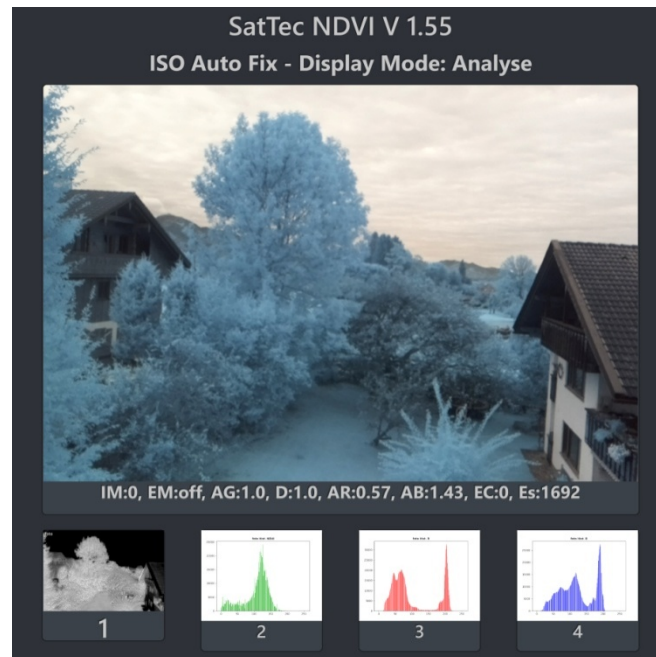 SatTec NDVI V 1.55
ISO Auto Fix - Display Mode: Analyse
IM:0, EM:off, AG:1.0, D:1.0, AR:0.57, AB:1.43, EC:0, Es:1692
1
2
3
4